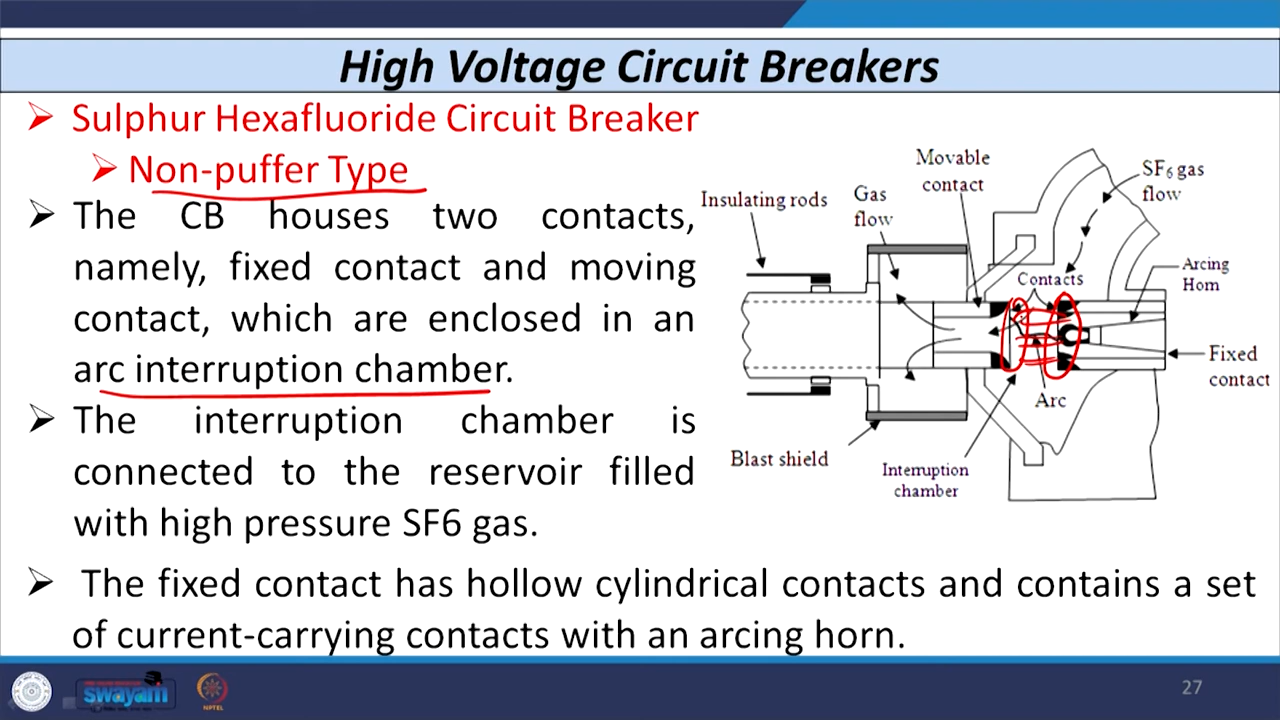 High Voltage Circuit Breakers
➢ Sulphur Hexafluoride Circuit Breaker
➢ Non-puffer Type
➢ The CB houses two contacts,
namely, fixed contact and moving
contact, which are enclosed in an
arc interruption chamber.
➢ The interruption chamber is
connected to the reservoir filled
with high pressure SF6 gas.
➢ The fixed contact has hollow cylindrical contacts and contains a set
of current-carrying contacts with an arcing horn.
Insulating rods
Gas
flow
Movable
contact
SF6 gas
flow
Contacts
Arcing
Horn
Fixed
contact
Arc
Blast shield
Interruption
chamber
swayam
NPTEL
27